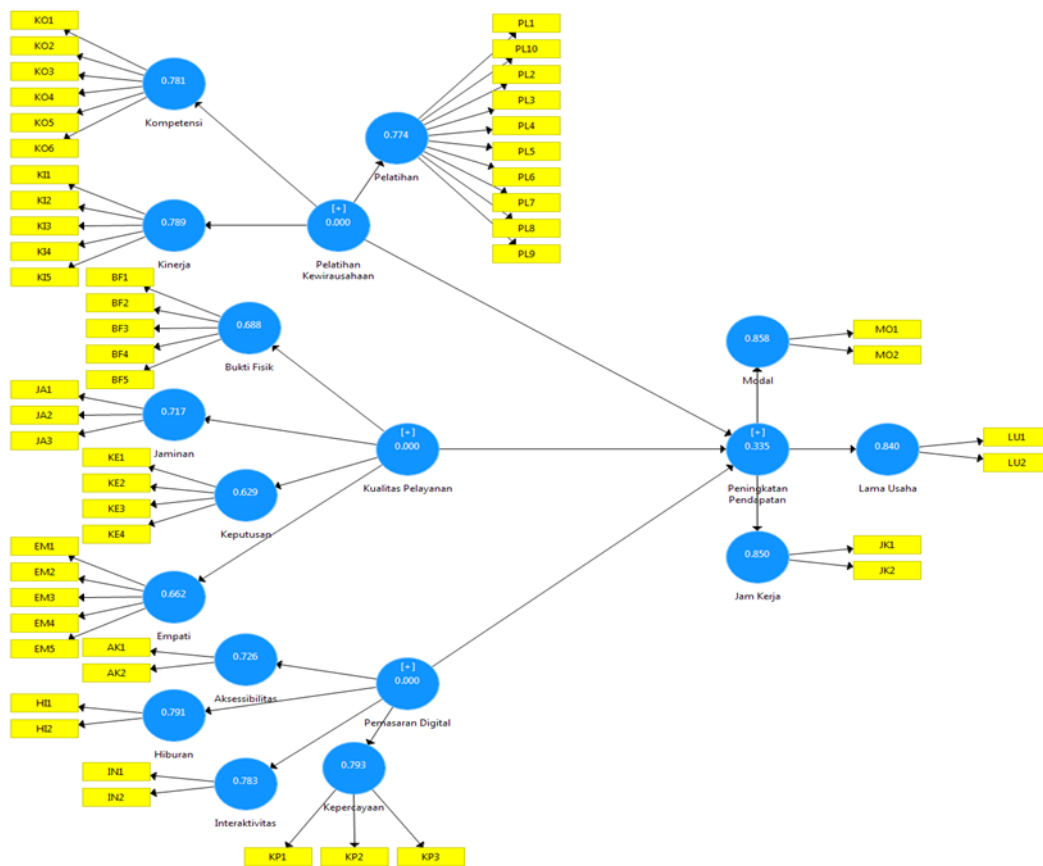 KO1
KO2
KO3
KO4
KO5
KO6
0.781
Kompetensi
PL1
PL10
PL2
PL3
PL4
PL5
PL6
PL7
PL8
PL9
0.774
Pelatihan
KI1
KI2
KI3
KI4
KI5
0.789
Kinerja
[+]
0.000
Pelatihan
Kewirausahaan
BF1
BF2
BF3
BF4
BF5
0.688
Bukti Fisik
JA1
JA2
JA3
0.717
Jaminan
KE1
KE2
KE3
KE4
0.629
Keputusan
[+]
0.000
Kualitas Pelayanan
0.858
Modal
MO1
MO2
[+]
0.335
Peningkatan
Pendapatan
0.840
Lama Usaha
LU1
LU2
0.850
Jam Kerja
JK1
JK2
EM1
EM2
EM3
EM4
EM5
0.662
Empati
AK1
AK2
0.726
Aksessibilitas
[+]
0.000
Pemasaran Digital
HI1
HI2
0.791
Hiburan
IN1
IN2
0.783
Interaktivitas
0.793
Kepercayaan
KP1
KP2
KP3